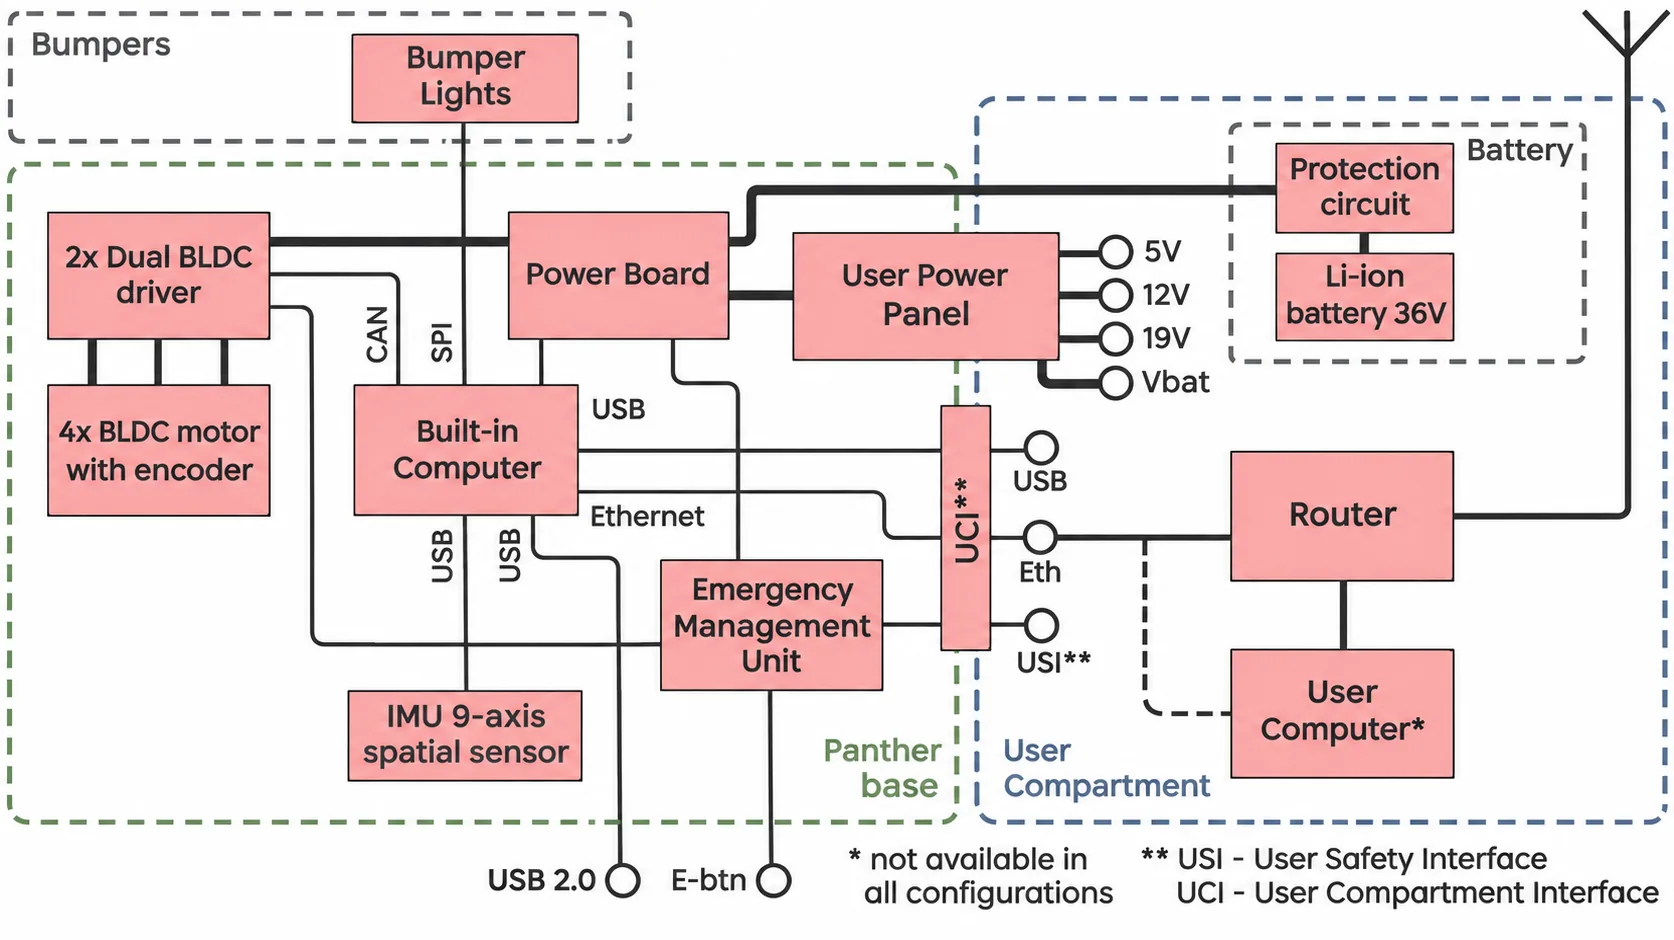 Bumpers
Bumper
Lights
Battery
Protection
circuit
Li-ion
battery 36V
2x Dual BLDC
driver
Power Board
User Power
Panel
5V
12V
19V
Vbat
CAN
SPI
4x BLDC motor
with encoder
Built-in
Computer
USB
Ethernet
USB
USB
UCI**
USB
Eth
USI**
Router
Emergency
Management
Unit
User
Computer*
IMU 9-axis
spatial sensor
Panther
base
User
Compartment
USB 2.0
E-btn
* not available in
all configurations
** USI - User Safety Interface
UCI - User Compartment Interface